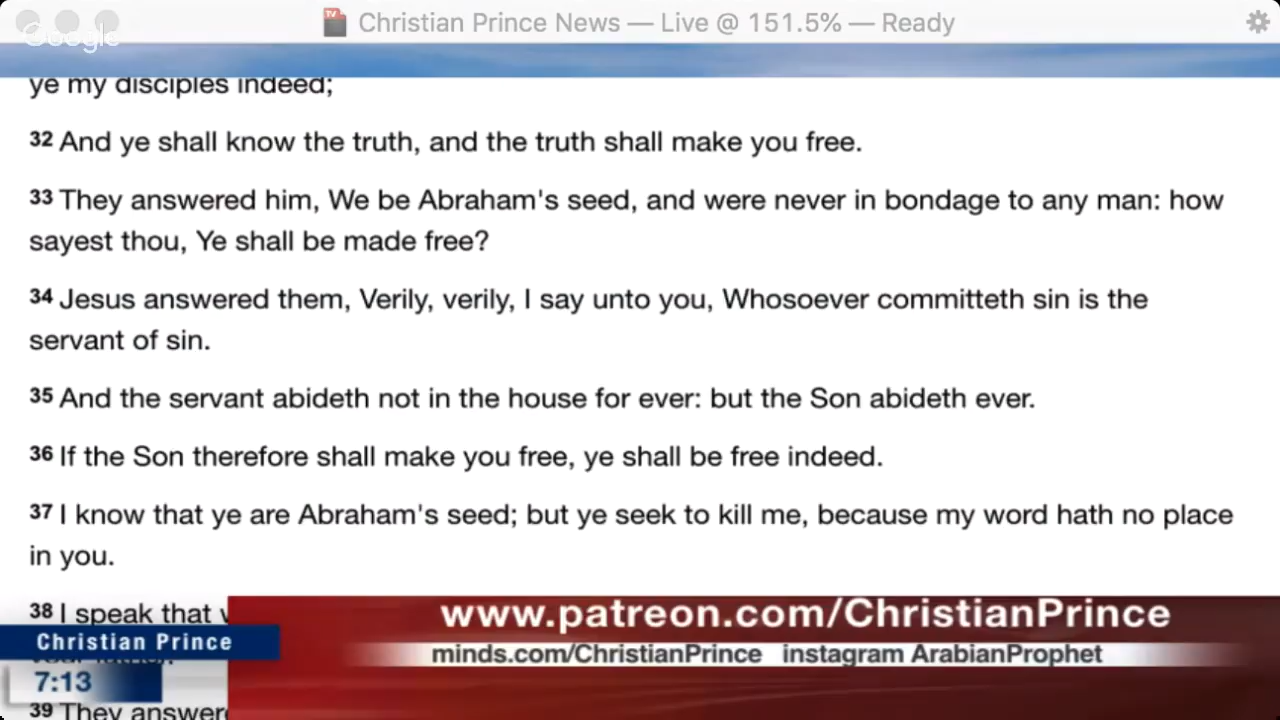 Christian Prince News — Live @ 151.5% — Ready
Google
ye my disciples indeed;
32 And ye shall know the truth, and the truth shall make you free.
33 They answered him, We be Abraham's seed, and were never in bondage to any man: how
sayest thou, Ye shall be made free?
34 Jesus answered them, Verily, verily, I say unto you, Whosoever committeth sin is the
servant of sin.
35 And the servant abideth not in the house for ever: but the Son abideth ever.
36 If the Son therefore shall make you free, ye shall be free indeed.
37 I know that ye are Abraham's seed; but ye seek to kill me, because my word hath no place
in you.
38 I speak that
www.patreon.com/ChristianPrince
Christian Prince
minds.com/ChristianPrince instagram ArabianProphet
7:13
39 They